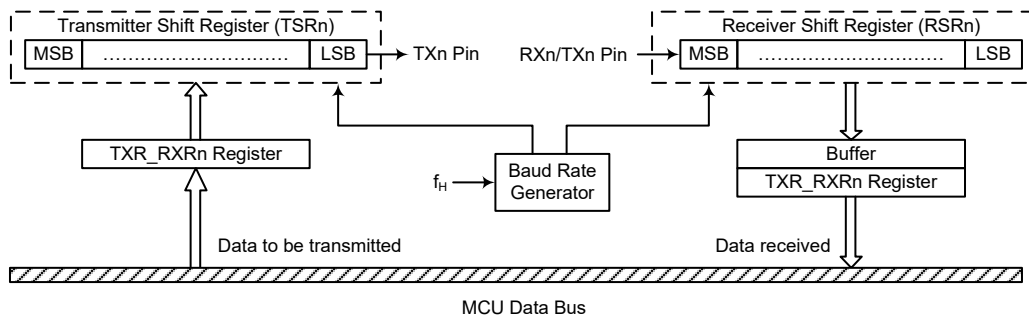 Transmitter Shift Register (TSRn)
MSB ………………………… LSB
TXn Pin
RXn/TXn Pin
Receiver Shift Register (RSRn)
MSB ………………………… LSB
TXR_RXRn Register
fH
Baud Rate
Generator
Buffer
TXR_RXRn Register
Data to be transmitted
Data received
MCU Data Bus